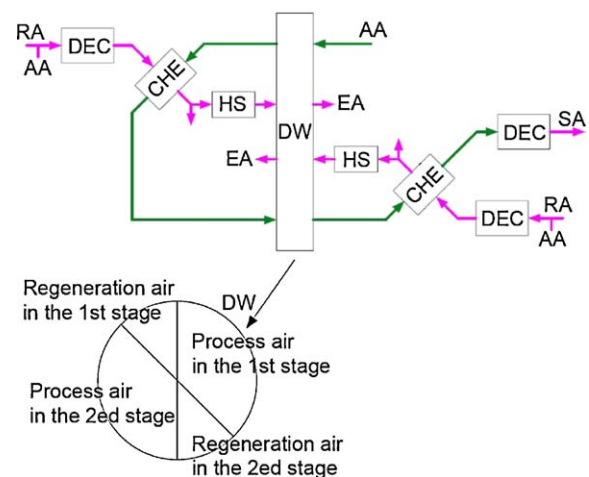 RA
AA
DEC
CHE
HS
AA
DW
EA
EA
HS
CHE
DEC
SA
DEC
RA
AA
DW
Regeneration air
in the 1st stage
Process air
in the 1st stage
Process air
in the 2ed stage
Regeneration air
in the 2ed stage